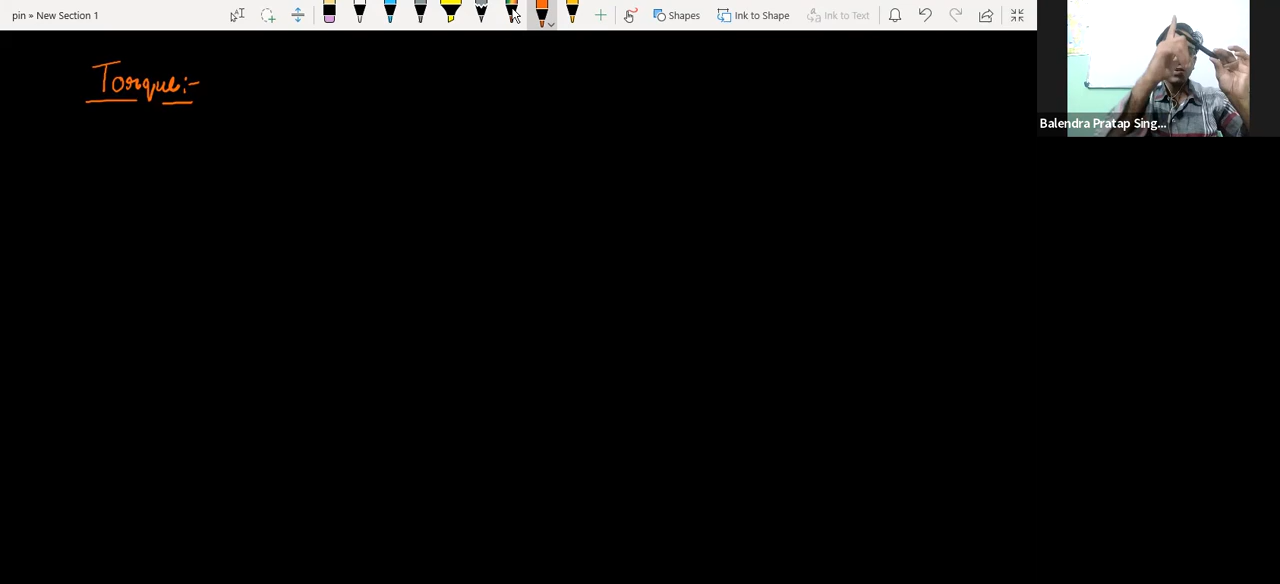 pin » New Section 1
Shapes
Ink to Shape
Ink to Text
Torque:-
Balendra Pratap Sing...